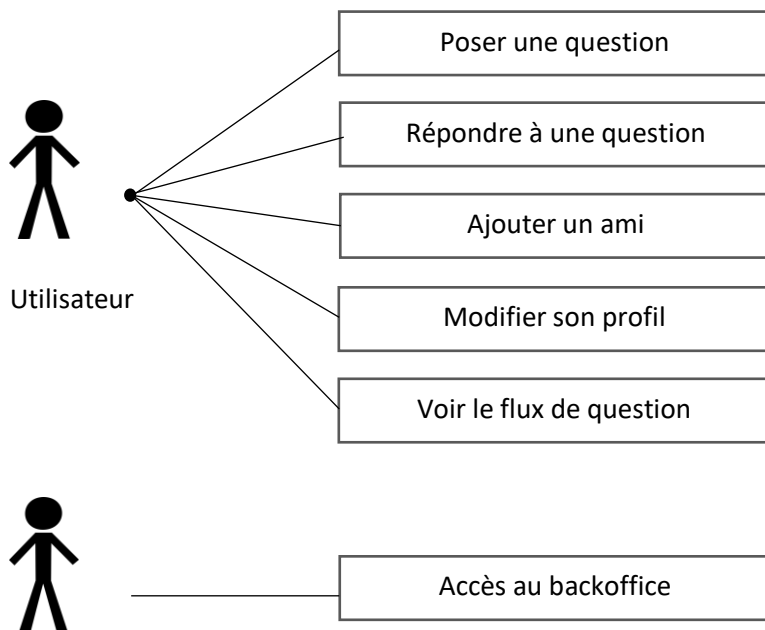 Poser une question
Répondre à une question
Ajouter un ami
Utilisateur
Modifier son profil
Voir le flux de question
Accès au backoffice